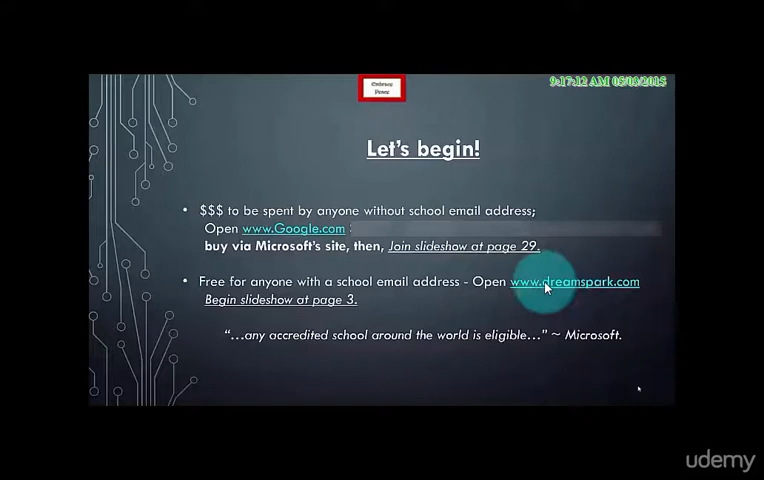 Embrace
Peace
9:17:12 AM 05/03/2015
Let's begin!
• $$$ to be spent by anyone without school email address;
Open www.Google.com
buy via Microsoft's site, then, Join slideshow at page 29.
• Free for anyone with a school email address - Open www.dreamspark.com
Begin slideshow at page 3.
"...any accredited school around the world is eligible..." ~ Microsoft.
udemy